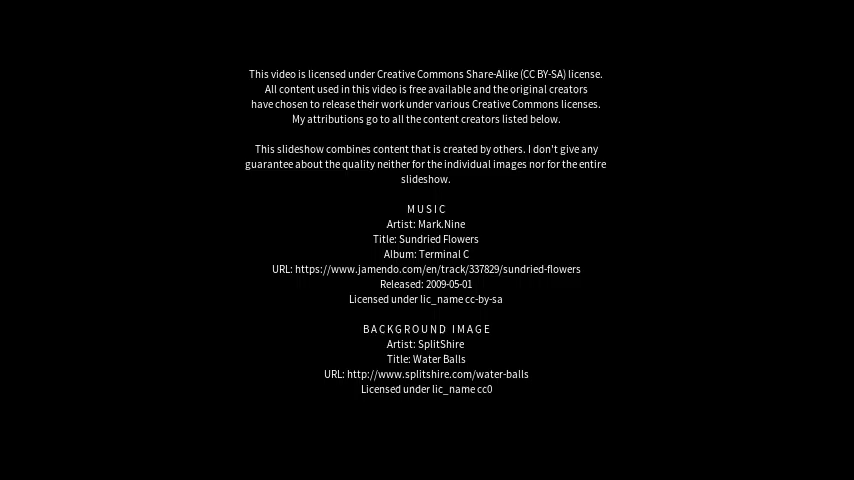 This video is licensed under Creative Commons Share-Alike (CC BY-SA) license.
All content used in this video is free available and the original creators
have chosen to release their work under various Creative Commons licenses.
My attributions go to all the content creators listed below.
This slideshow combines content that is created by others. I don't give any
guarantee about the quality neither for the individual images nor for the entire
slideshow.
MUSIC
Artist: Mark.Nine
Title: Sundried Flowers
Album: Terminal C
URL: https://www.jamendo.com/en/track/337829/sundried-flowers
Released: 2009-05-01
Licensed under lic_name cc-by-sa
BACKGROUND IMAGE
Artist: SplitShire
Title: Water Balls
URL: http://www.splitshire.com/water-balls
Licensed under lic_name cc0